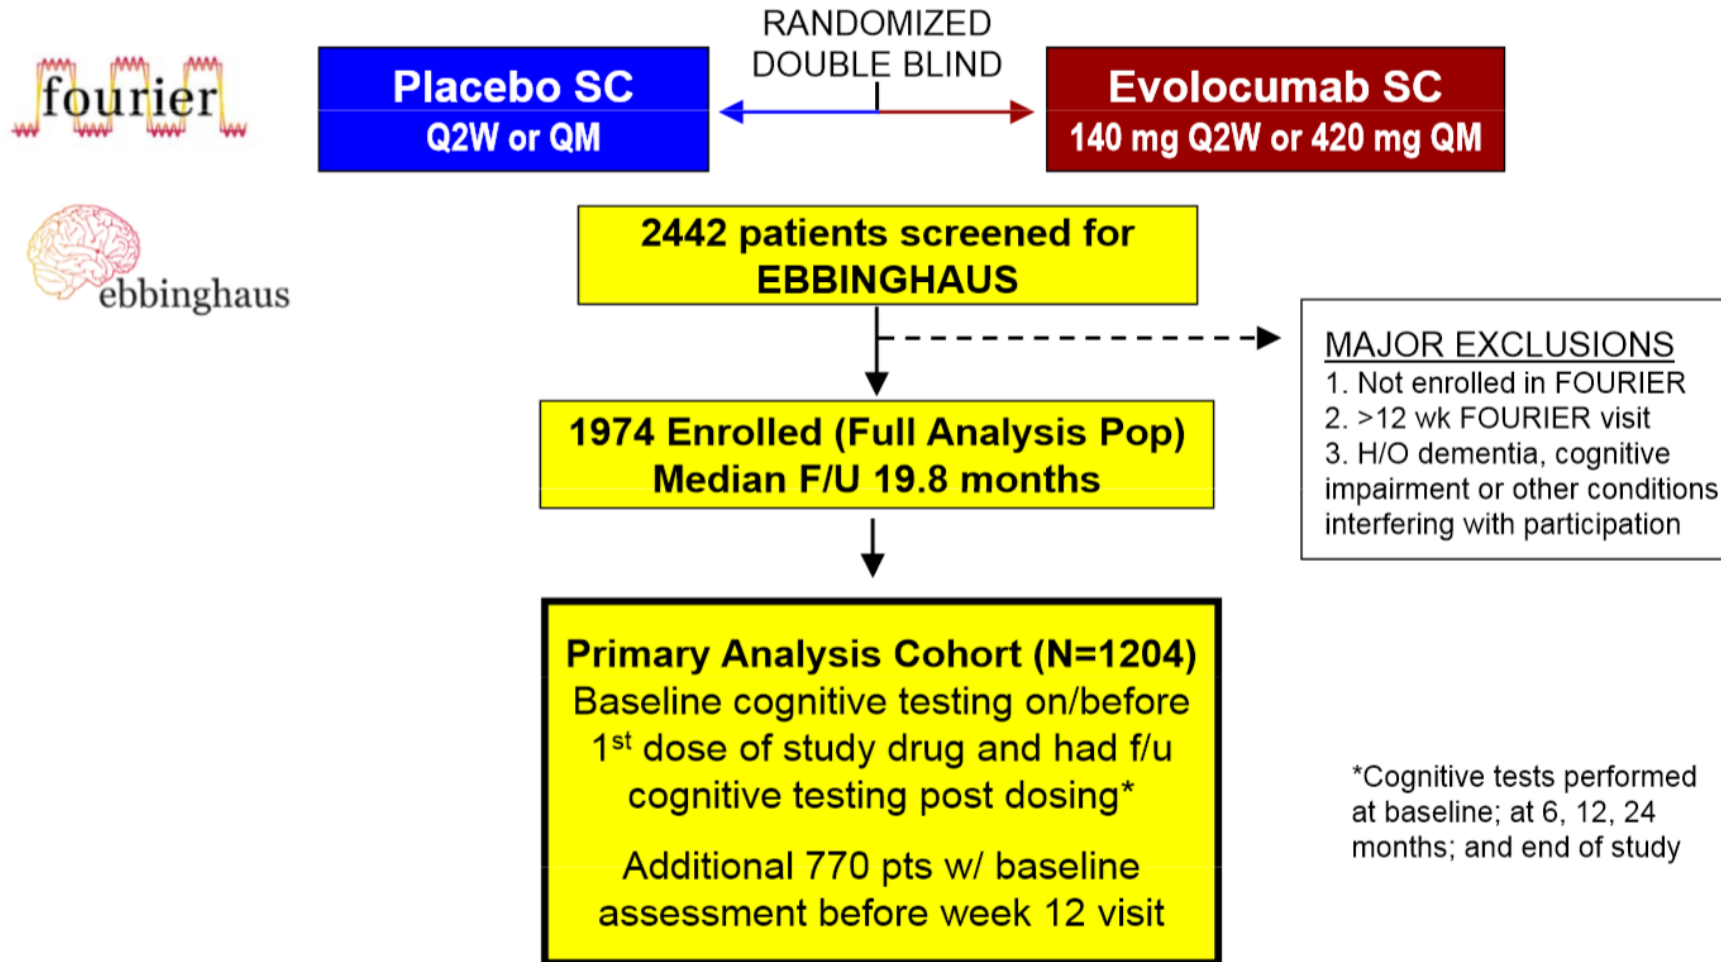 fourier
RANDOMIZED
DOUBLE BLIND
Placebo SC
Q2W or QM
Evolocumab SC
140 mg Q2W or 420 mg QM
ebbinghaus
2442 patients screened for
EBBINGHAUS
MAJOR EXCLUSIONS
1. Not enrolled in FOURIER
2. >12 wk FOURIER visit
3. H/O dementia, cognitive
impairment or other conditions
interfering with participation
1974 Enrolled (Full Analysis Pop)
Median F/U 19.8 months
Primary Analysis Cohort (N=1204)
Baseline cognitive testing on/before
1st dose of study drug and had f/u
cognitive testing post dosing*
Additional 770 pts w/ baseline
assessment before week 12 visit
*Cognitive tests performed
at baseline; at 6, 12, 24
months; and end of study